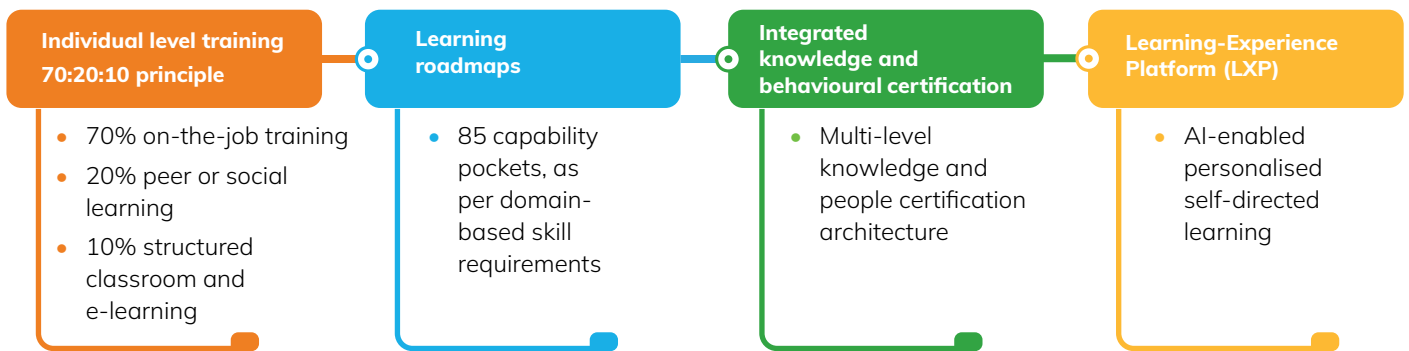 Individual level training
70:20:10 principle
• 70% on-the-job training
• 20% peer or social
learning
• 10% structured
classroom and
e-learning
Learning
roadmaps
• 85 capability
pockets, as
per domain-
based skill
requirements
Integrated
knowledge and
behavioural certification
• Multi-level
knowledge and
people certification
architecture
Learning-Experience
Platform (LXP)
• AI-enabled
personalised
self-directed
learning